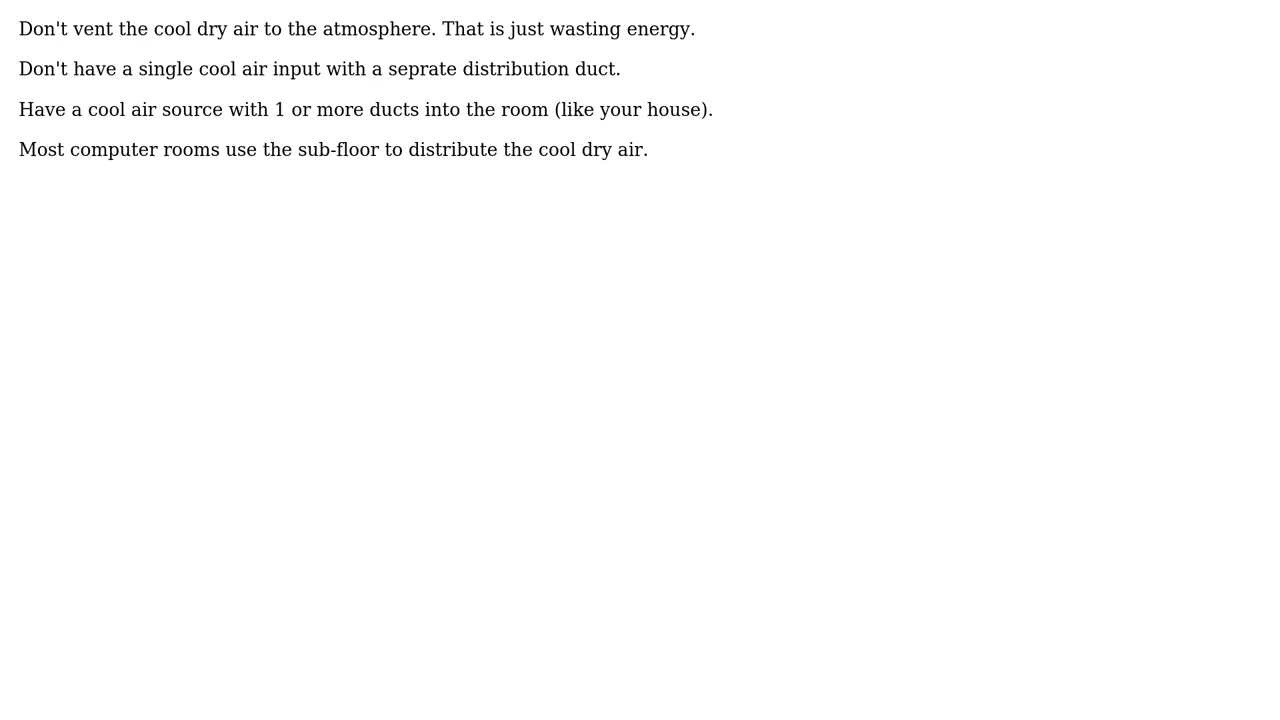 Don't vent the cool dry air to the atmosphere. That is just wasting energy.
Don't have a single cool air input with a seprate distribution duct.
Have a cool air source with 1 or more ducts into the room (like your house).
Most computer rooms use the sub-floor to distribute the cool dry air.